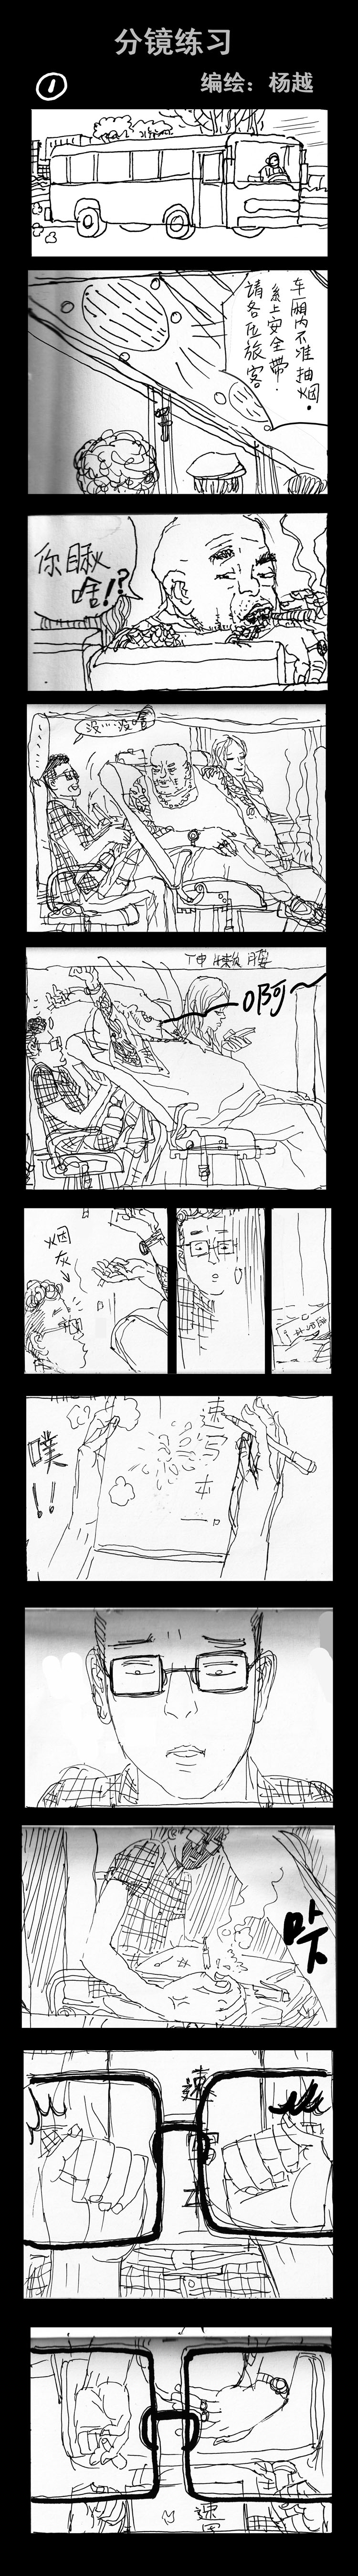 分镜练习
①
编绘：杨越
车厢内不准抽烟.
系上安全带.
请各位旅客
你瞅
啥！？
没…没啥
伸懒腰
啊～
烟
灰
噗
！！
速
写
本
咔
速
速
写